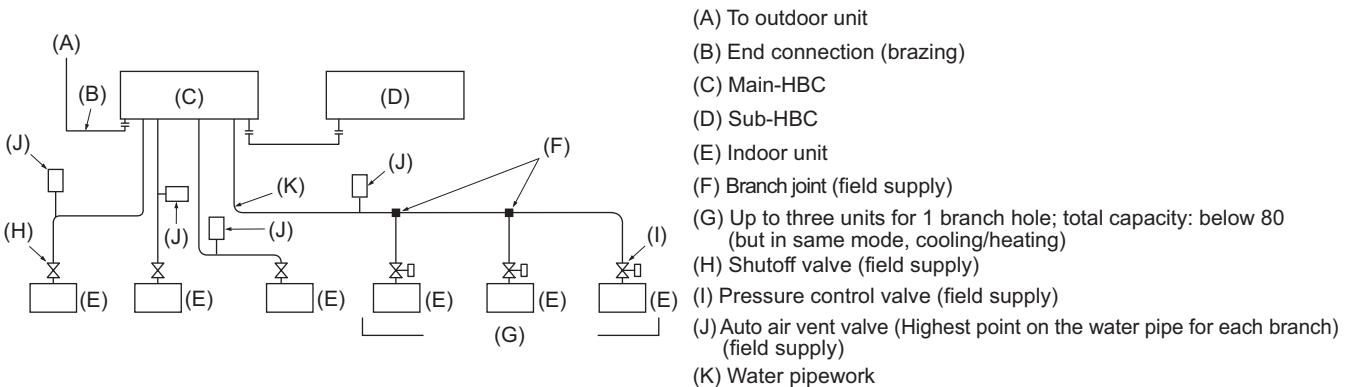 (A)
(B)
(C)
(D)
(J)
(F)
(J)
(K)
(H)
(J)
(J)
(I)
(E)
(E)
(E)
(E)
(E)
(E)
(G)
(A) To outdoor unit
(B) End connection (brazing)
(C) Main-HBC
(D) Sub-HBC
(E) Indoor unit
(F) Branch joint (field supply)
(G) Up to three units for 1 branch hole; total capacity: below 80
(but in same mode, cooling/heating)
(H) Shutoff valve (field supply)
(I) Pressure control valve (field supply)
(J) Auto air vent valve (Highest point on the water pipe for each branch)
(field supply)
(K) Water pipework